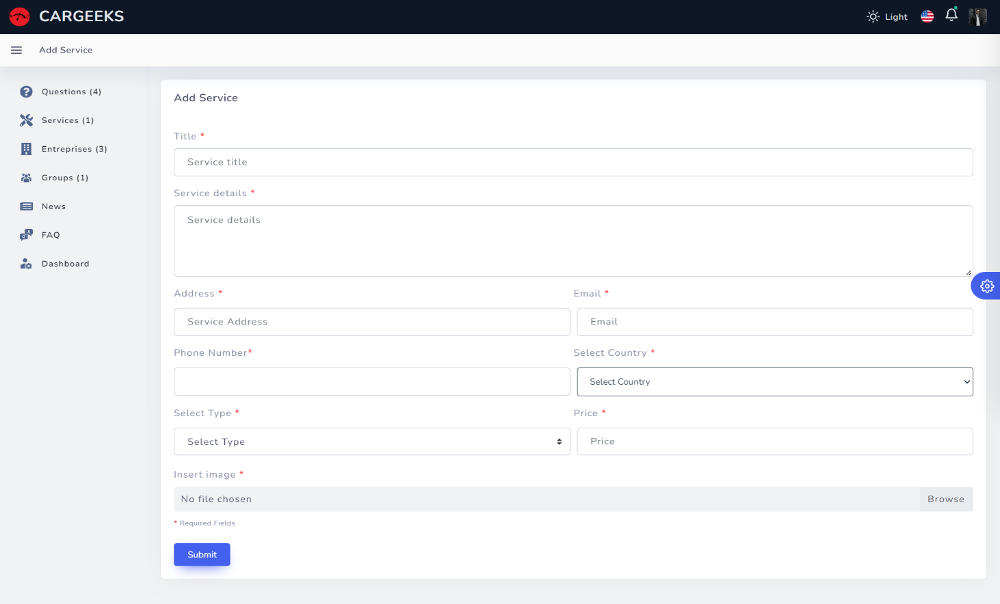 CARGEEKS
Light
Add Service
Questions (4)
Services (1)
Entreprises (3)
Groups (1)
News
FAQ
Dashboard
Add Service
Title *
Service title
Service details *
Service details
Address *
Email *
Service Address
Email
Phone Number*
Select Country *
Select Country
Select Type *
Price *
Select Type
Price
Insert image *
No file chosen
Browse
* Required Fields
Submit